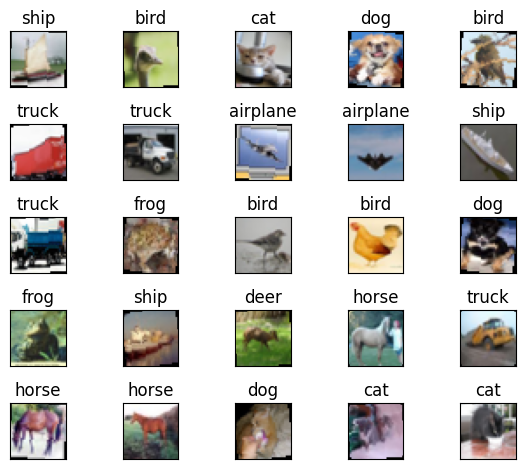 ship bird cat dog bird
truck truck airplane airplane ship
truck frog bird bird dog
frog ship deer horse truck
horse horse dog cat cat